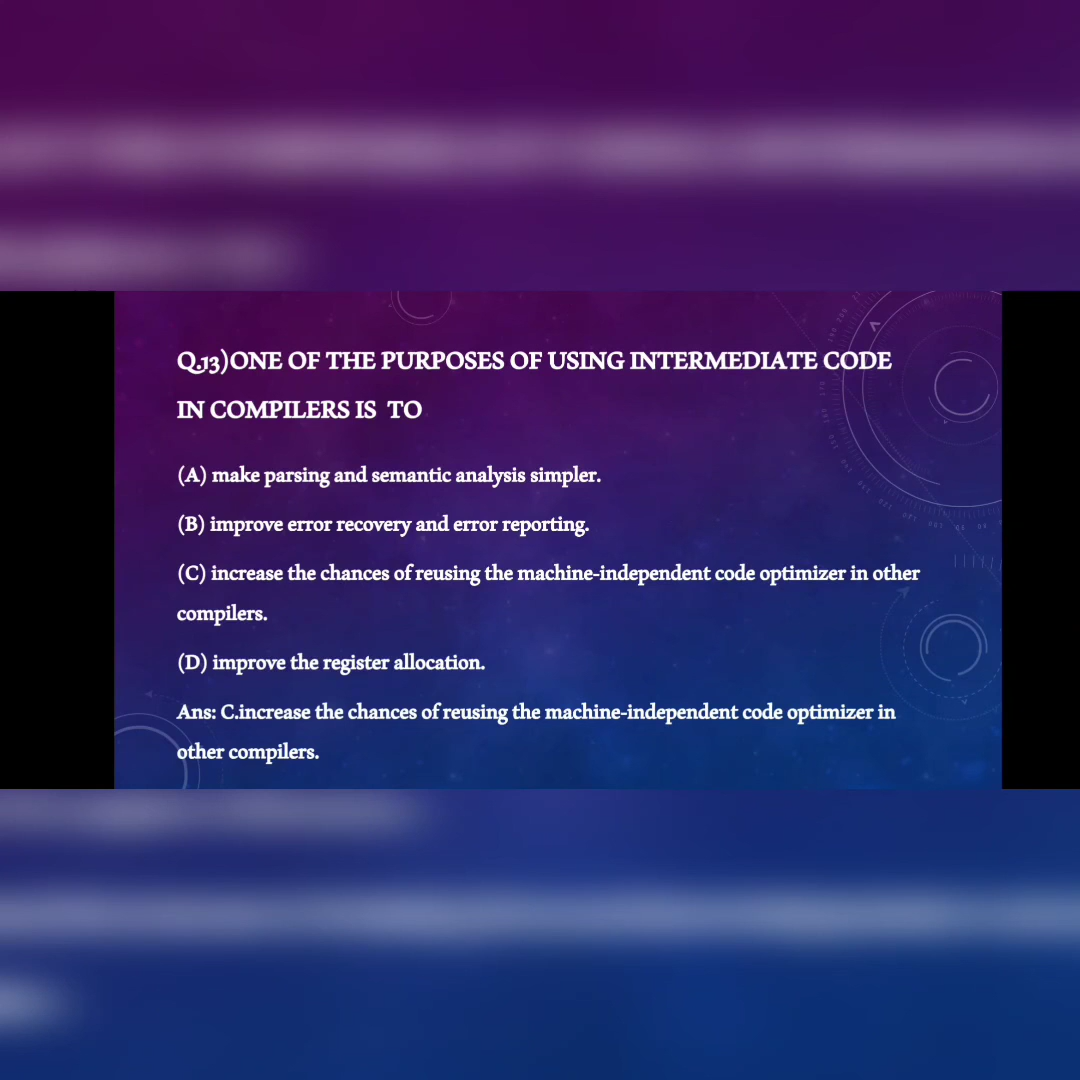 Q.13)ONE OF THE PURPOSES OF USING INTERMEDIATE CODE
IN COMPILERS IS TO
(A) make parsing and semantic analysis simpler.
(B) improve error recovery and error reporting.
(C) increase the chances of reusing the machine-independent code optimizer in other
compilers.
(D) improve the register allocation.
Ans: C.increase the chances of reusing the machine-independent code optimizer in
other compilers.